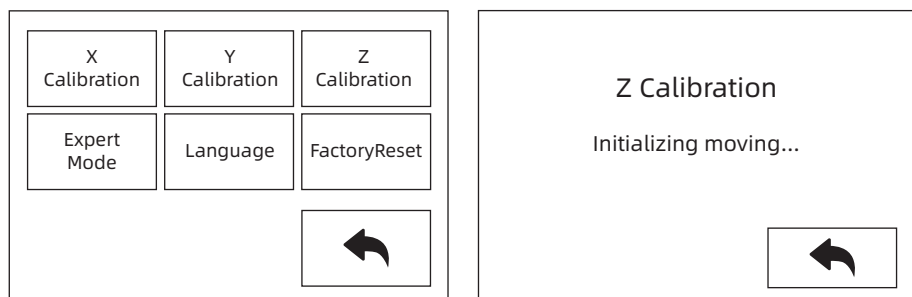 X
Calibration
Y
Calibration
Z
Calibration
Expert
Mode
Language
FactoryReset
Z Calibration
Initializing moving...